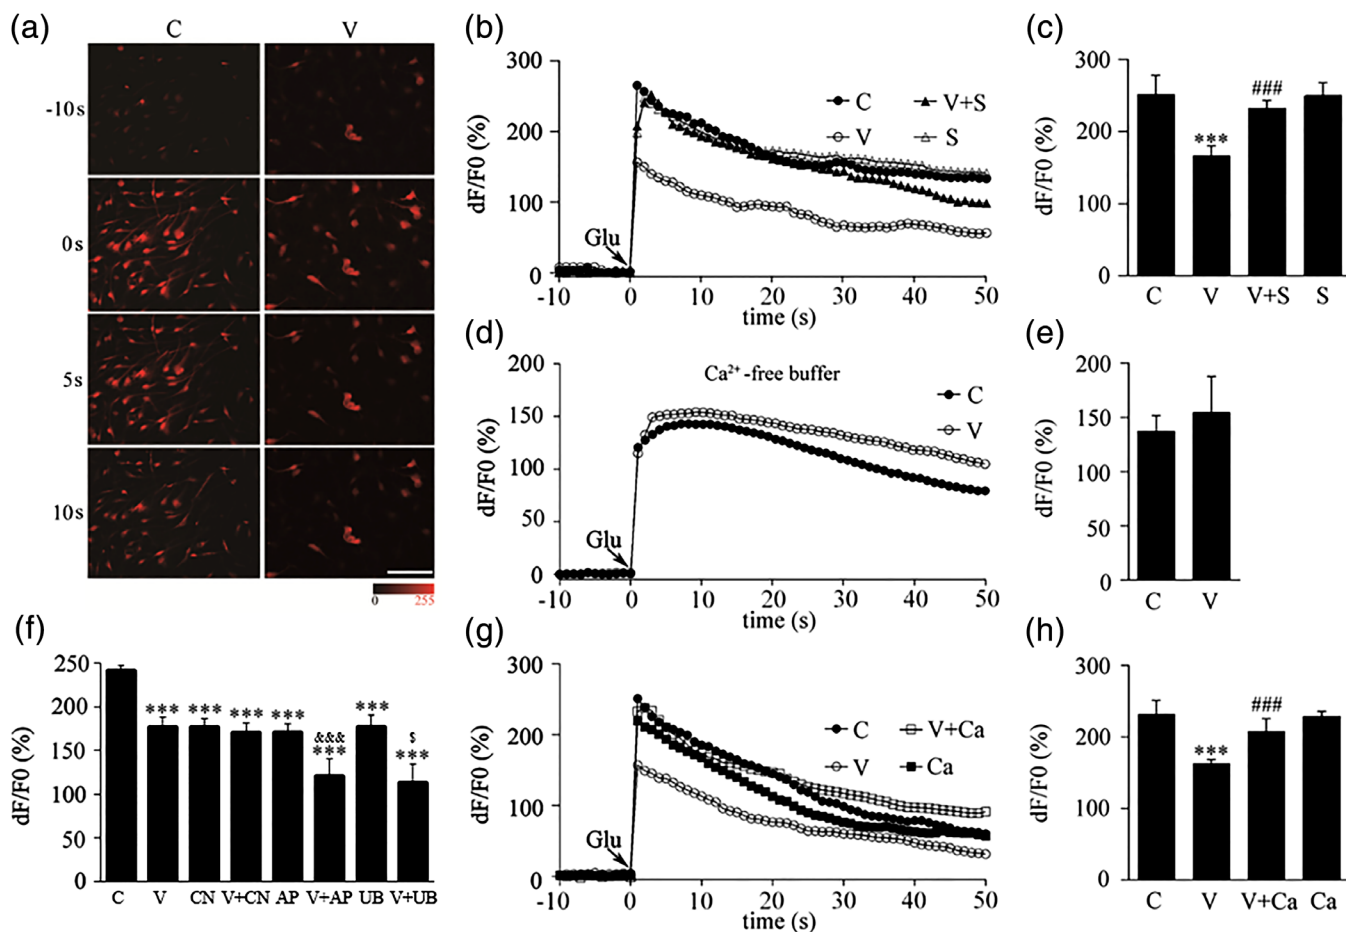 (a)
C
V
-10s
0s
5s
10s
0
255
(b)
300
200
100
0
dF/F0 (%)
Glu
C
V+S
V
S
-10
0
10
20
30
40
50
time (s)
(c)
300
200
100
0
dF/F0 (%)
***
###
C
V
V+S
S
(d)
200
150
100
50
0
dF/F0 (%)
Ca²⁺ -free buffer
C
V
Glu
-10
0
10
20
30
40
50
time (s)
(e)
200
150
100
50
0
dF/F0 (%)
C
V
(f)
250
200
150
100
50
0
dF/F0 (%)
***
***
***
***
&&&
***
***
$
***
C
V
CN
V+CN
AP
V+AP
UB
V+UB
(g)
300
200
100
0
dF/F0 (%)
C
V+Ca
V
Ca
Glu
-10
0
10
20
30
40
50
time (s)
(h)
300
200
100
0
dF/F0 (%)
***
###
C
V
V+Ca
Ca